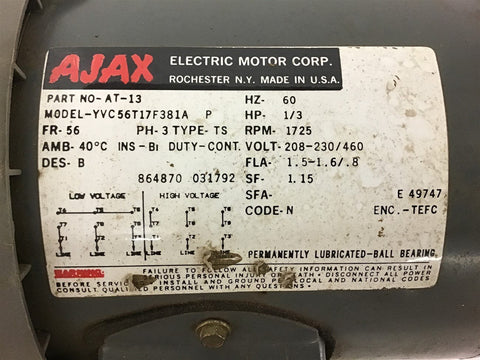 AJAX ELECTRIC MOTOR CORP.
ROCHESTER N.Y. MADE IN U.S.A.
PART NO-AT-13 HZ- 60
MODEL-YVC56T17F381A P HP- 1/3
FR-56 PH-3 TYPE-TS RPM- 1725
AMB-40°C INS-B1 DUTY-CONT. VOLT-208-230/460
DES-B FLA- 1.5-1.6/.8
864870 031792 SF- 1.15
SFA- E 49747
LOW VOLTAGE HIGH VOLTAGE
CODE-N ENC.-TEFC
LINE LINE
PERMANENTLY LUBRICATED-BALL BEARING
WARNING: FAILURE TO FOLLOW ALL SAFETY INFORMATION CAN RESULT IN
SERIOUS PERSONAL INJURY OR DEATH. DISCONNECT ALL POWER
BEFORE INSTALL AND LOCAL AND NATIONAL CODES
CONSULT QUALIFIED PERSONNEL WITH ANY QUESTIONS.